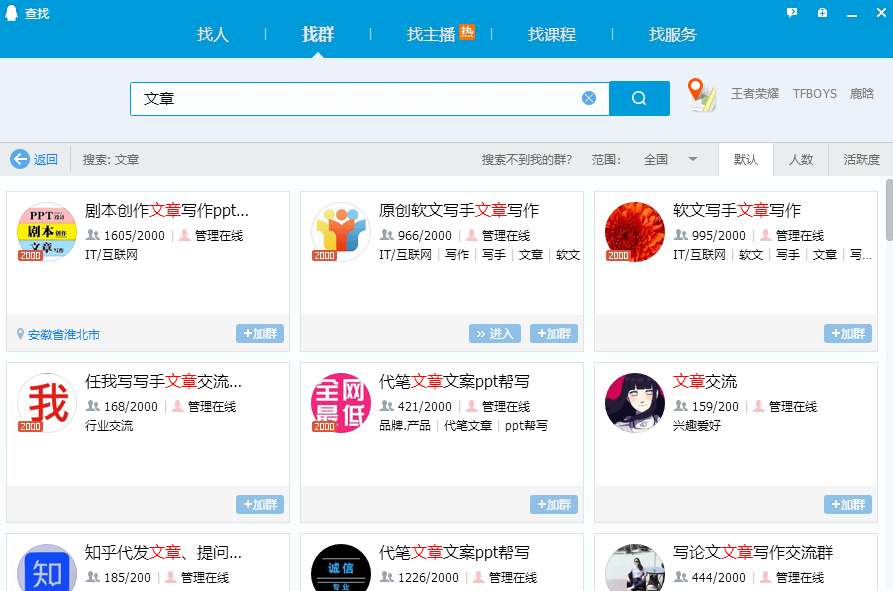 查找
找人
找群
找主播 热
找课程
找服务
文章
王者荣耀 TFBOYS 鹿晗
返回
搜索: 文章
搜索不到我的群?
范围:
全国
默认
人数
活跃度
PPT 设计
剧本 创作
文章 写作
2000
剧本创作文章写作ppt...
1605/2000 管理在线
IT/互联网
安徽省淮北市
+加群
2000
原创软文写手文章写作
966/2000 管理在线
IT/互联网 | 写作 | 写手 | 文章 | 软文
» 进入
+加群
2000
软文写手文章写作
995/2000 管理在线
IT/互联网 | 软文 | 写手 | 文章 | 写...
+加群
我
2000
任我写写手文章交流...
168/2000 管理在线
行业交流
+加群
全网
最低
2000
代笔文章文案ppt帮写
421/2000 管理在线
品牌.产品 | 代笔文章 | ppt帮写
+加群
文章交流
159/200 管理在线
兴趣爱好
+加群
知
知乎代发文章、提问...
185/200 管理在线
诚信
专业
代笔文章文案ppt帮写
1226/2000 管理在线
写论文文章写作交流群
444/2000 管理在线